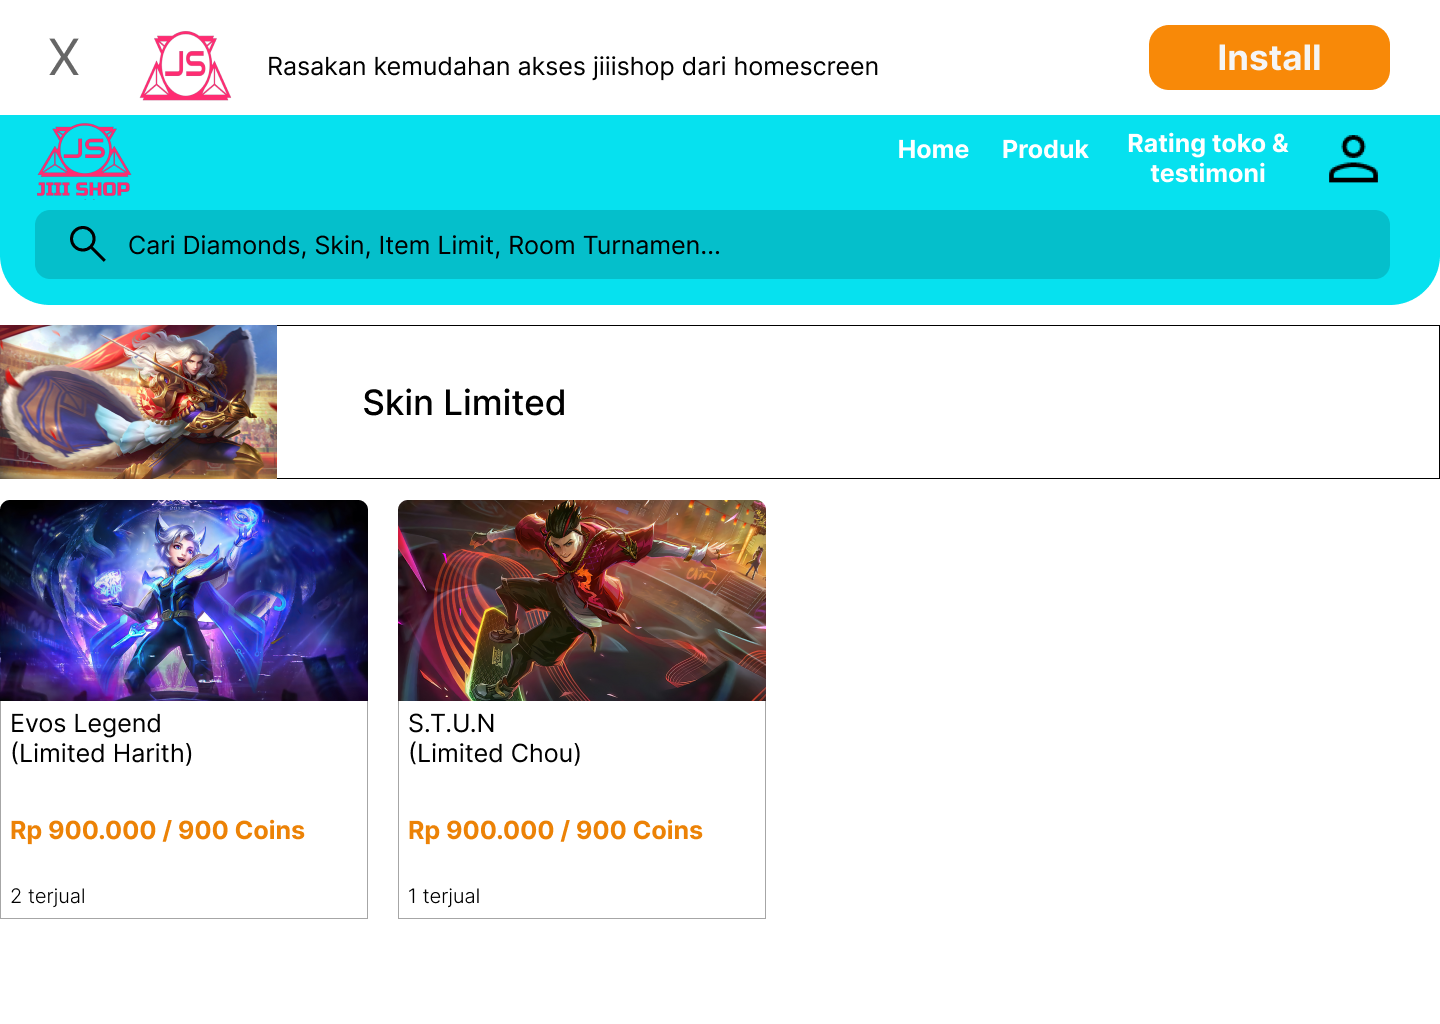 X
JS
Rasakan kemudahan akses jiiishop dari homescreen
Install
JS
JIII SHOP
Home
Produk
Rating toko &
testimoni
Cari Diamonds, Skin, Item Limit, Room Turnamen...
Skin Limited
Evos Legend
(Limited Harith)
Rp 900.000 / 900 Coins
2 terjual
S.T.U.N
(Limited Chou)
Rp 900.000 / 900 Coins
1 terjual